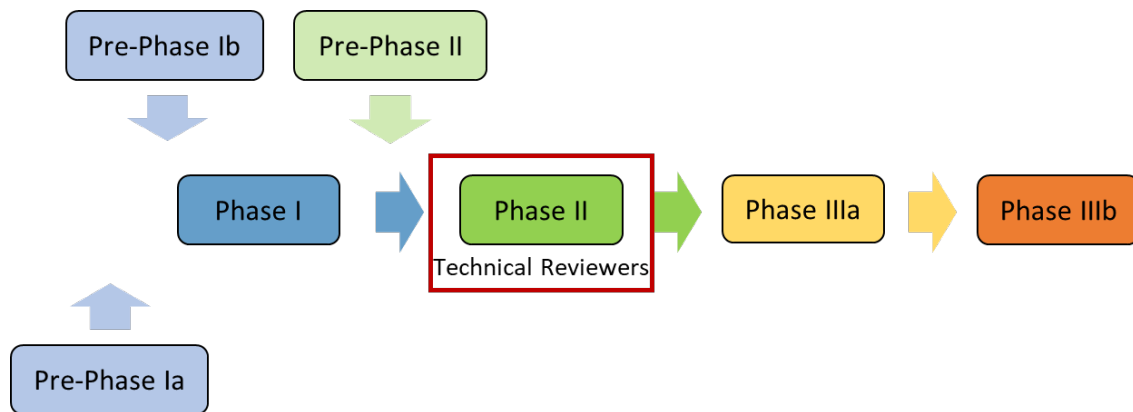 Pre-Phase Ib
Pre-Phase II
Phase I
Phase II
Technical Reviewers
Phase IIIa
Phase IIIb
Pre-Phase Ia